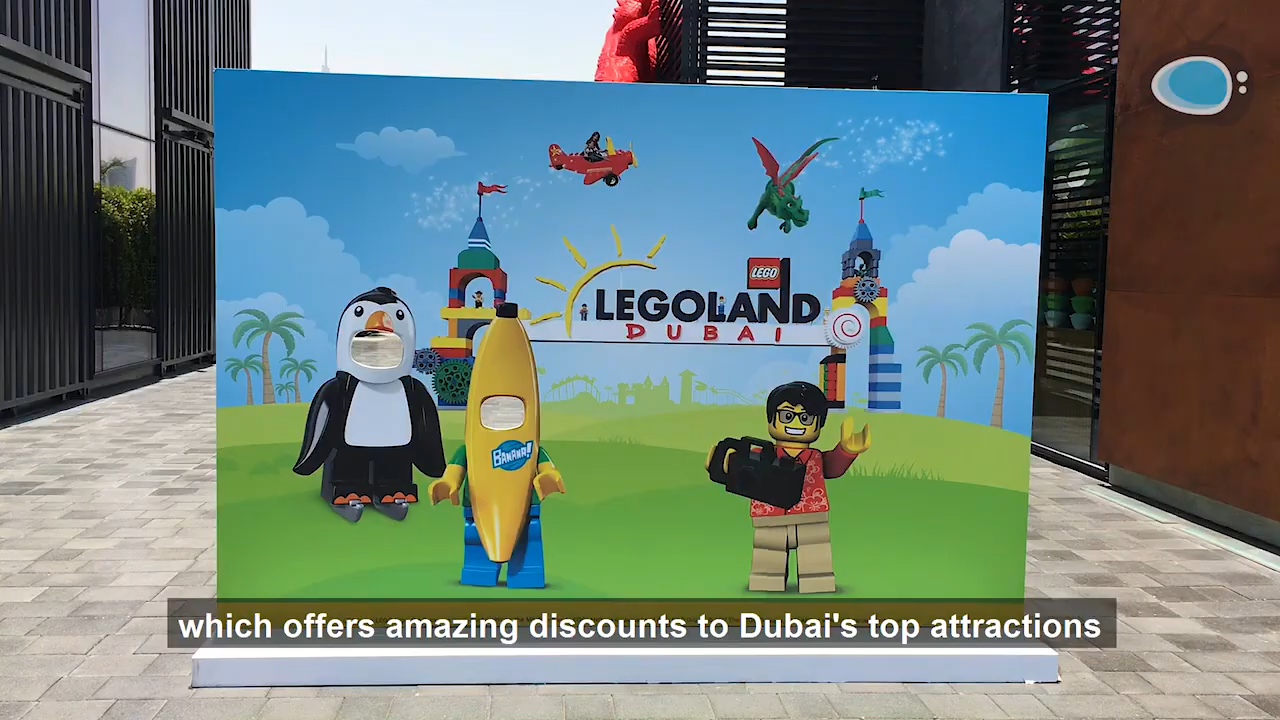 LEGO
LEGOLAND
DUBAI
BANANA!
which offers amazing discounts to Dubai's top attractions